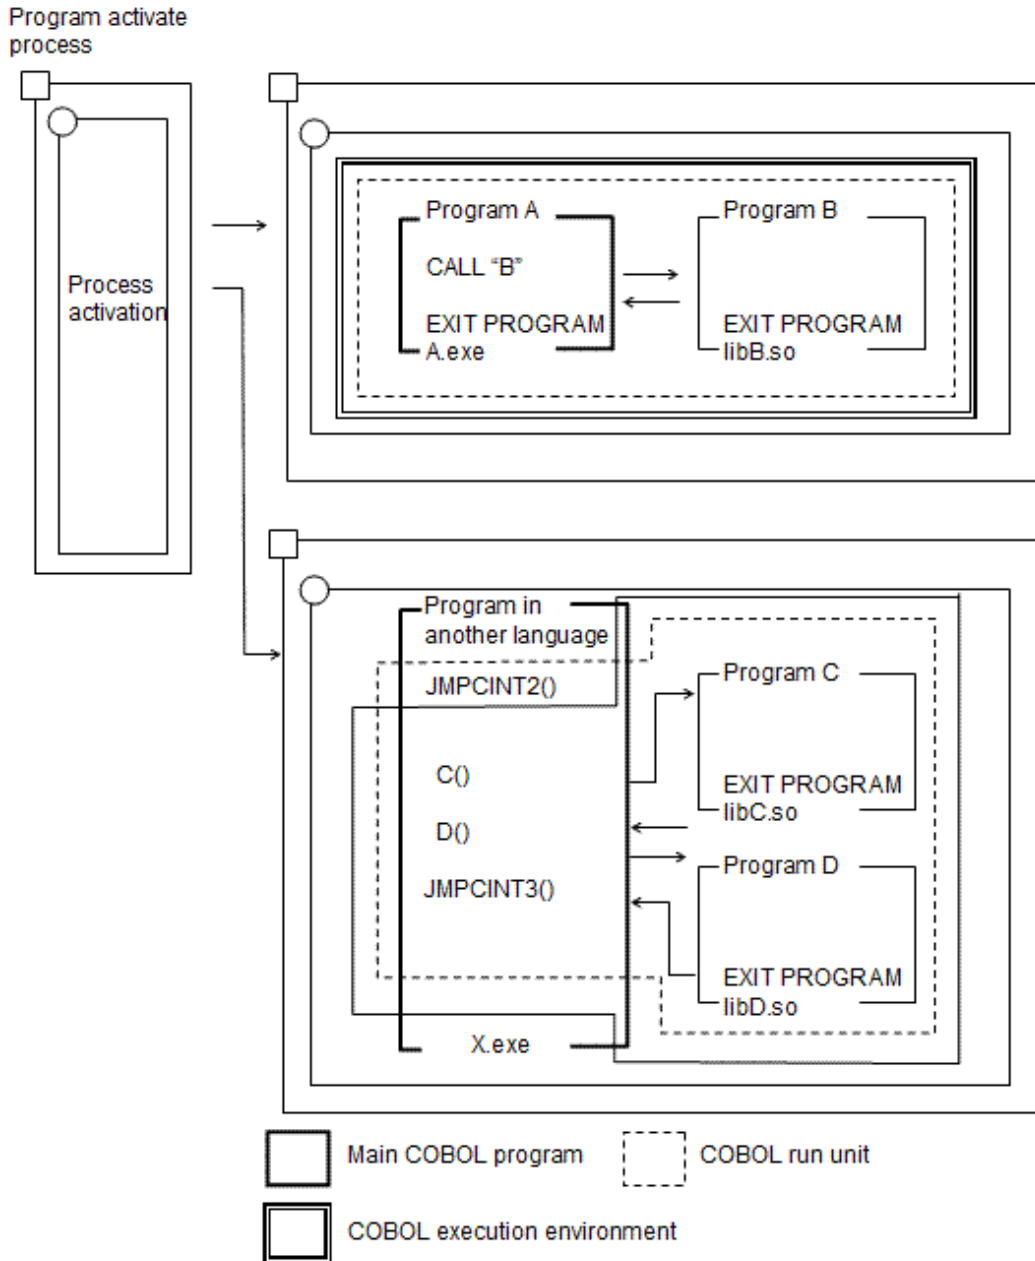 Program activate
process
Process
activation
Program A
CALL “B”
EXIT PROGRAM
A.exe
Program B
EXIT PROGRAM
libB.so
Program in
another language
JMPCINT2()
C()
D()
JMPCINT3()
X.exe
Program C
EXIT PROGRAM
libC.so
Program D
EXIT PROGRAM
libD.so
Main COBOL program
COBOL run unit
COBOL execution environment